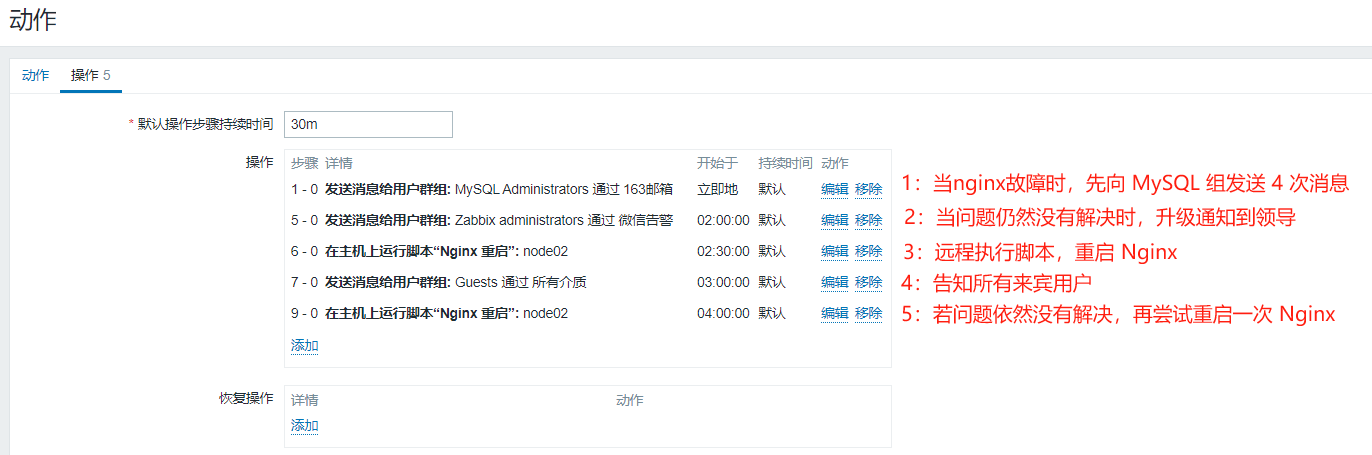 动作
动作 操作 5
* 默认操作步骤持续时间 30m
操作 步骤 详情 开始于 持续时间 动作
1 - 0 发送消息给用户群组: MySQL Administrators 通过 163邮箱 立即地 默认 编辑 移除 1：当nginx故障时，先向 MySQL 组发送 4 次消息
5 - 0 发送消息给用户群组: Zabbix administrators 通过 微信告警 02:00:00 默认 编辑 移除 2：当问题仍然没有解决时，升级通知到领导
6 - 0 在主机上运行脚本“Nginx 重启”: node02 02:30:00 默认 编辑 移除 3：远程执行脚本，重启 Nginx
7 - 0 发送消息给用户群组: Guests 通过 所有介质 03:00:00 默认 编辑 移除 4：告知所有来宾用户
9 - 0 在主机上运行脚本“Nginx 重启”: node02 04:00:00 默认 编辑 移除 5：若问题依然没有解决，再尝试重启一次 Nginx
添加
恢复操作 详情 动作
添加